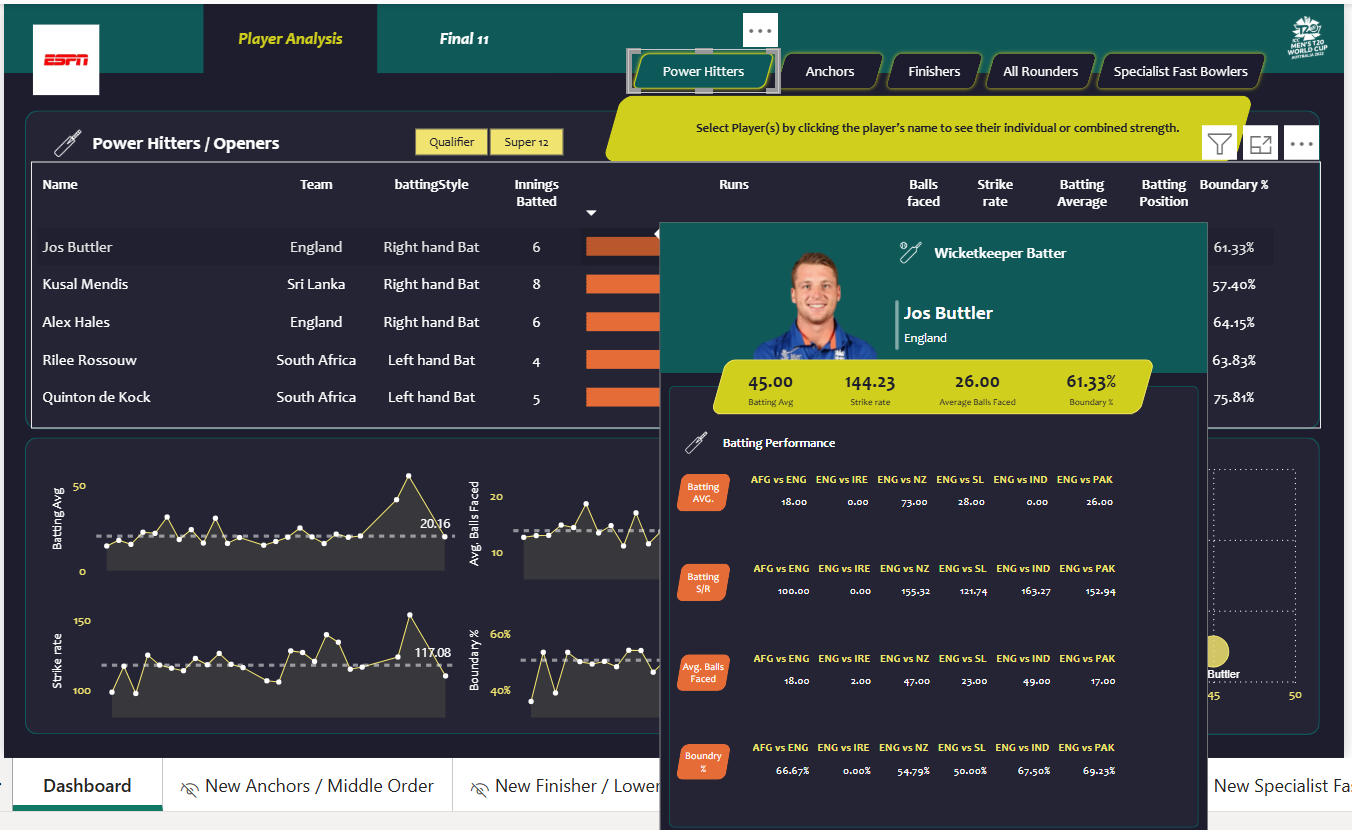 ESPN
Player Analysis
Final 11
ICC
MEN'S T20
WORLD CUP
AUSTRALIA 2022
Power Hitters
Anchors
Finishers
All Rounders
Specialist Fast Bowlers
Select Player(s) by clicking the player's name to see their individual or combined strength.
Power Hitters / Openers
Qualifier
Super 12
Name Team battingStyle Innings Batted Runs Balls faced Strike rate Batting Average Batting Position Boundary %
Jos Buttler England Right hand Bat 6 61.33%
Kusal Mendis Sri Lanka Right hand Bat 8 57.40%
Alex Hales England Right hand Bat 6 64.15%
Rilee Rossouw South Africa Left hand Bat 4 63.83%
Quinton de Kock South Africa Left hand Bat 5 75.81%
Wicketkeeper Batter
Jos Buttler
England
45.00 144.23 26.00 61.33%
Batting Avg Strike rate Average Balls Faced Boundary %
Batting Performance
Batting AVG.
AFG vs ENG ENG vs IRE ENG vs NZ ENG vs SL ENG vs IND ENG vs PAK
18.00 0.00 73.00 28.00 0.00 26.00
Batting S/R
AFG vs ENG ENG vs IRE ENG vs NZ ENG vs SL ENG vs IND ENG vs PAK
100.00 0.00 155.32 121.74 163.27 152.94
Avg. Balls Faced
AFG vs ENG ENG vs IRE ENG vs NZ ENG vs SL ENG vs IND ENG vs PAK
18.00 2.00 47.00 23.00 49.00 17.00
Boundry %
AFG vs ENG ENG vs IRE ENG vs NZ ENG vs SL ENG vs IND ENG vs PAK
66.67% 0.00% 54.79% 50.00% 67.50% 69.23%
Batting Avg
50
0
20.16
Avg. Balls Faced
20
10
Strike rate
150
100
117.08
Boundary %
60%
40%
Buttler
45
50
Dashboard
New Anchors / Middle Order
New Finisher / Lower
New Specialist Fas